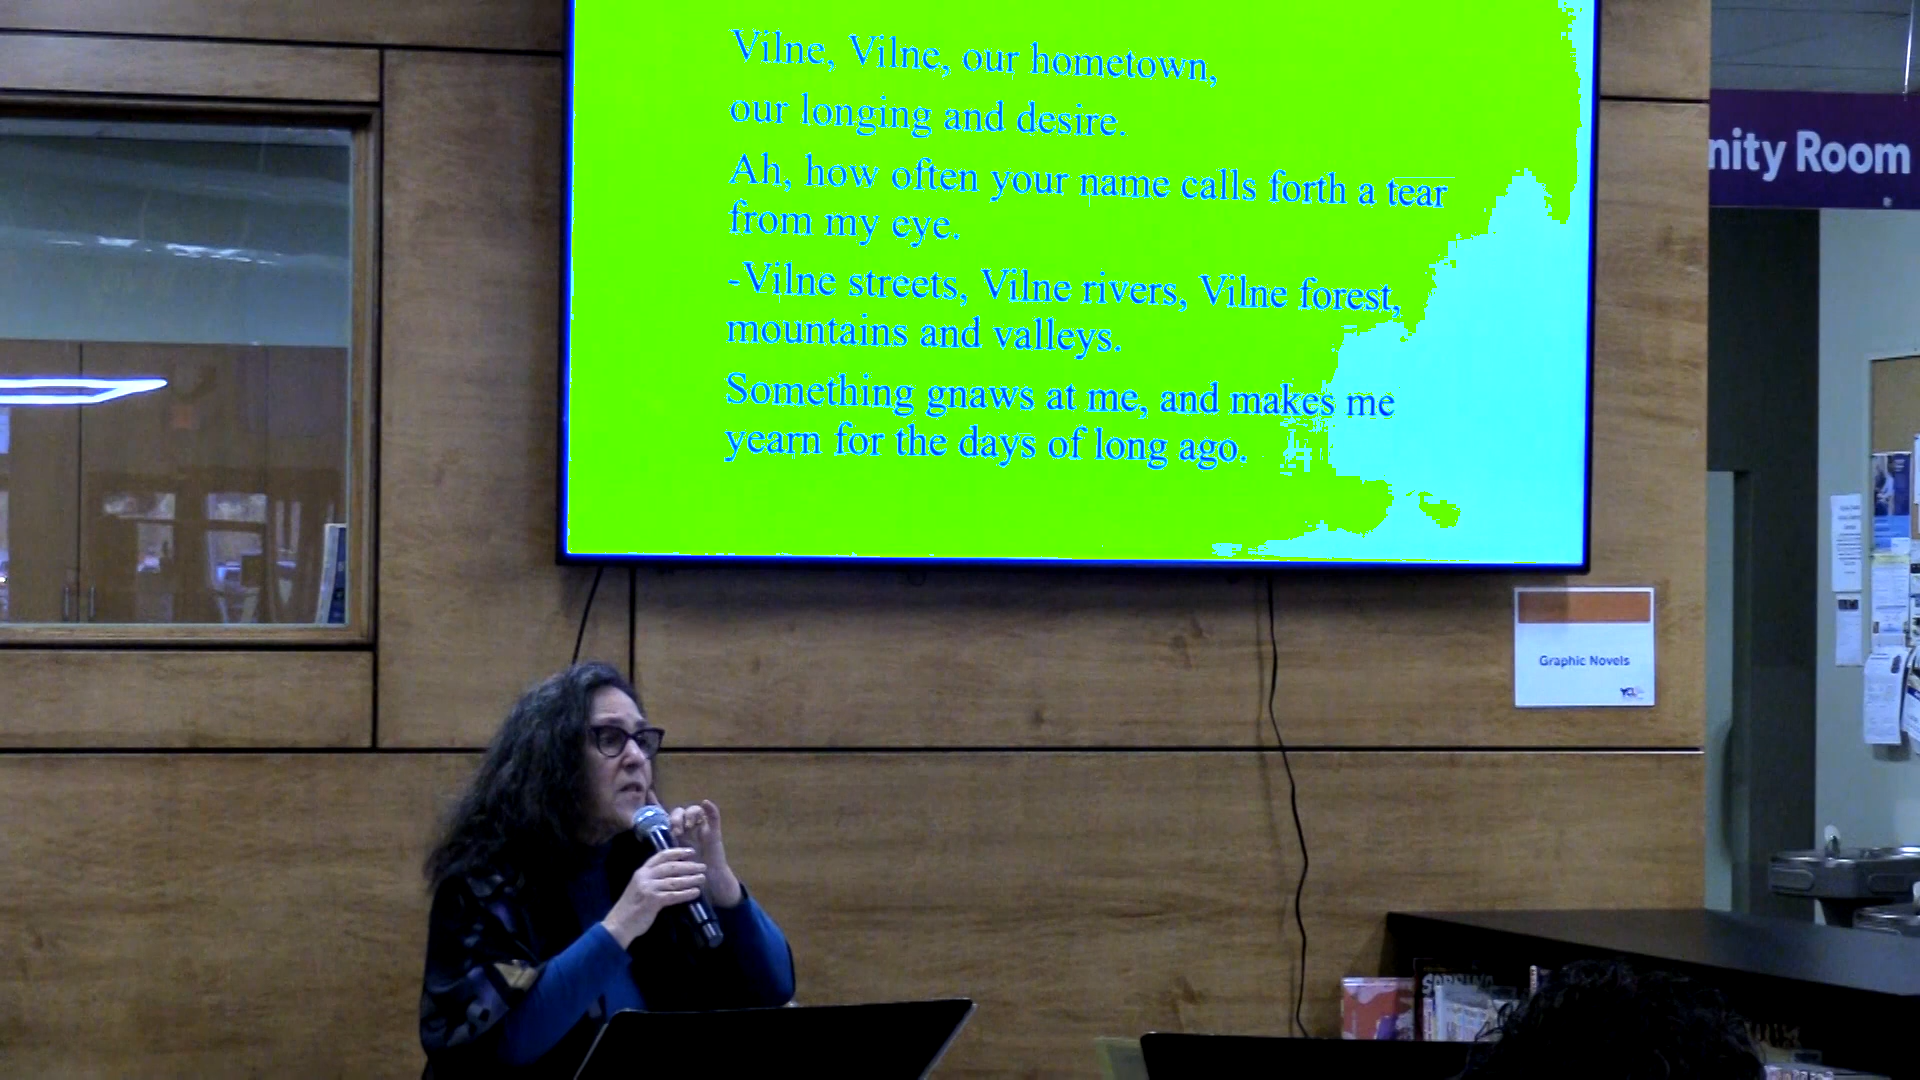 Vilne, Vilne, our hometown,
our longing and desire.
Ah, how often your name calls forth a tear
from my eye.
-Vilne streets, Vilne rivers, Vilne forest,
mountains and valleys.
Something gnaws at me, and makes me
yearn for the days of long ago.
nity Room
Graphic Novels